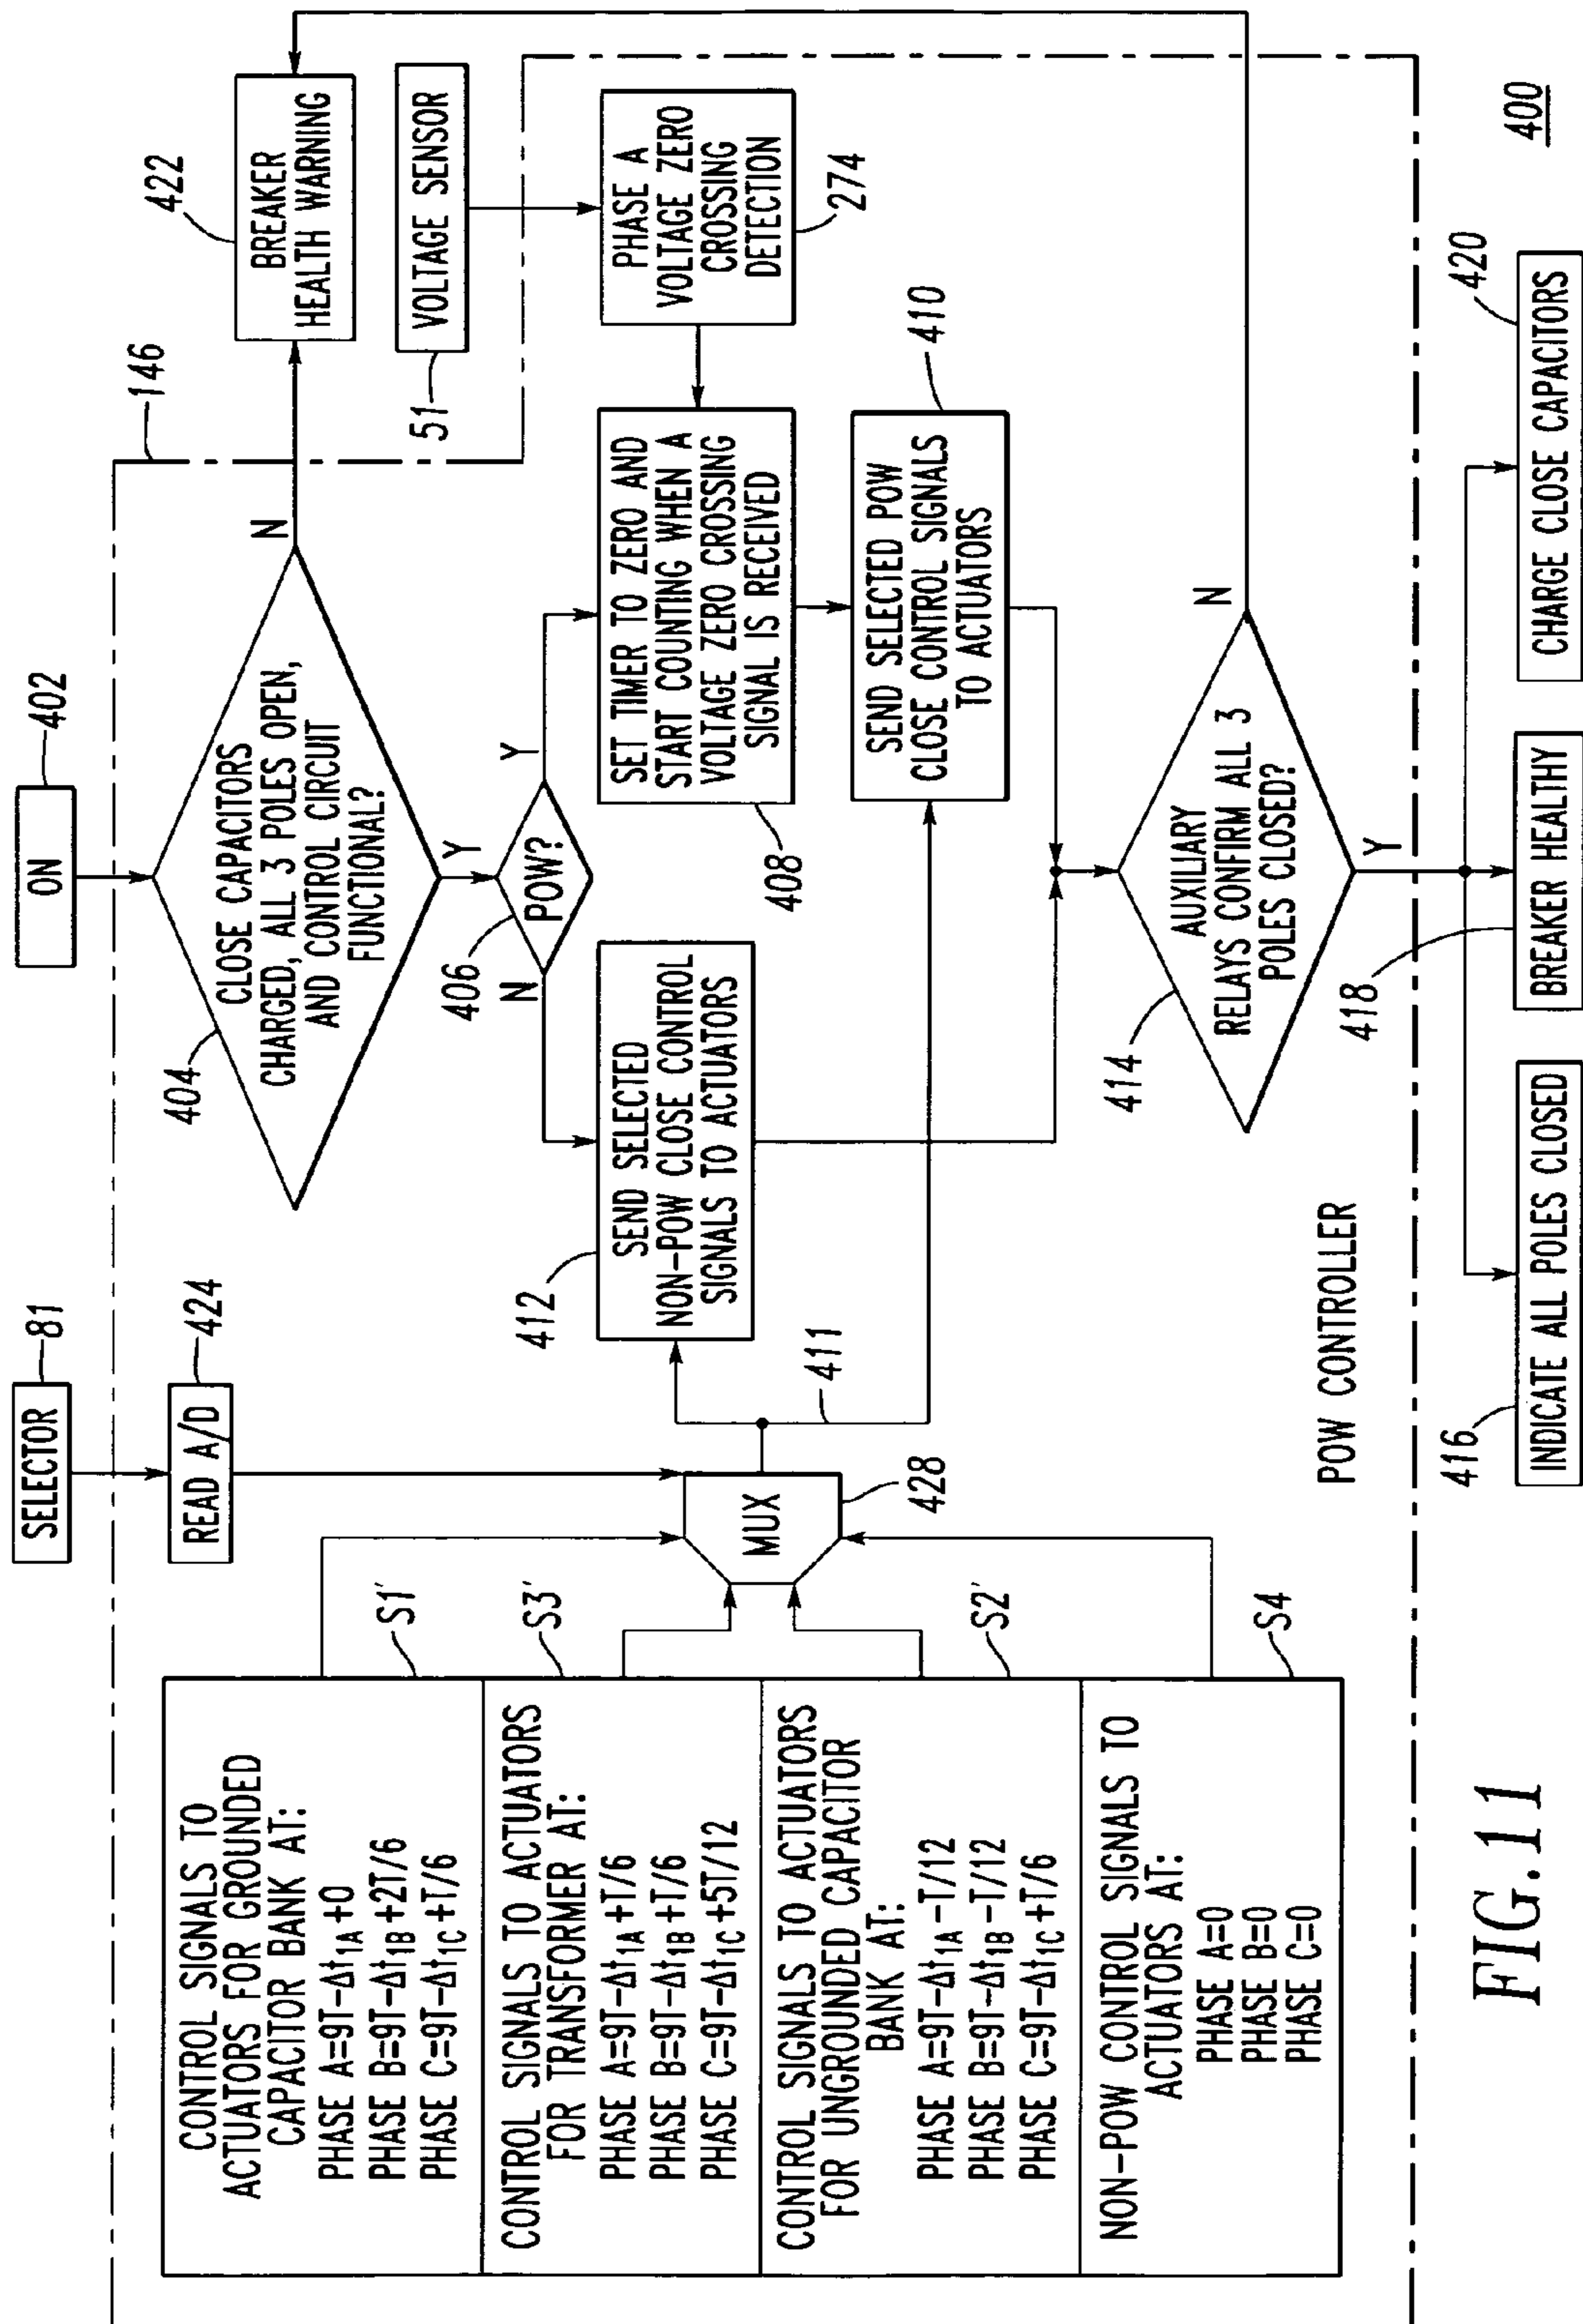 ON
402
SELECTOR
81
READ A/D
424
146
404
CLOSE CAPACITORS
CHARGED, ALL 3 POLES OPEN,
AND CONTROL CIRCUIT
FUNCTIONAL?
N
Y
BREAKER
HEALTH WARNING
422
VOLTAGE SENSOR
51
406
POW?
N
Y
PHASE A
VOLTAGE ZERO
CROSSING
DETECTION
274
SET TIMER TO ZERO AND
START COUNTING WHEN A
VOLTAGE ZERO CROSSING
SIGNAL IS RECEIVED
408
SEND SELECTED
NON-POW CLOSE CONTROL
SIGNALS TO ACTUATORS
412
SEND SELECTED POW
CLOSE CONTROL SIGNALS
TO ACTUATORS
410
411
MUX
428
CONTROL SIGNALS TO
ACTUATORS FOR GROUNDED
CAPACITOR BANK AT:
PHASE A=9T-Δt1A +0
PHASE B=9T-Δt1B +2T/6
PHASE C=9T-Δt1C +T/6
S1'
CONTROL SIGNALS TO ACTUATORS
FOR TRANSFORMER AT:
PHASE A=9T-Δt1A +T/6
PHASE B=9T-Δt1B +T/6
PHASE C=9T-Δt1C +5T/12
S3'
CONTROL SIGNALS TO ACTUATORS
FOR UNGROUNDED CAPACITOR
BANK AT:
PHASE A=9T-Δt1A -T/12
PHASE B=9T-Δt1B -T/12
PHASE C=9T-Δt1C +T/6
S2'
NON-POW CONTROL SIGNALS TO
ACTUATORS AT:
PHASE A=0
PHASE B=0
PHASE C=0
S4
414
AUXILIARY
RELAYS CONFIRM ALL 3
POLES CLOSED?
N
Y
POW CONTROLLER
416
INDICATE ALL POLES CLOSED
418
BREAKER HEALTHY
420
CHARGE CLOSE CAPACITORS
400
FIG.11